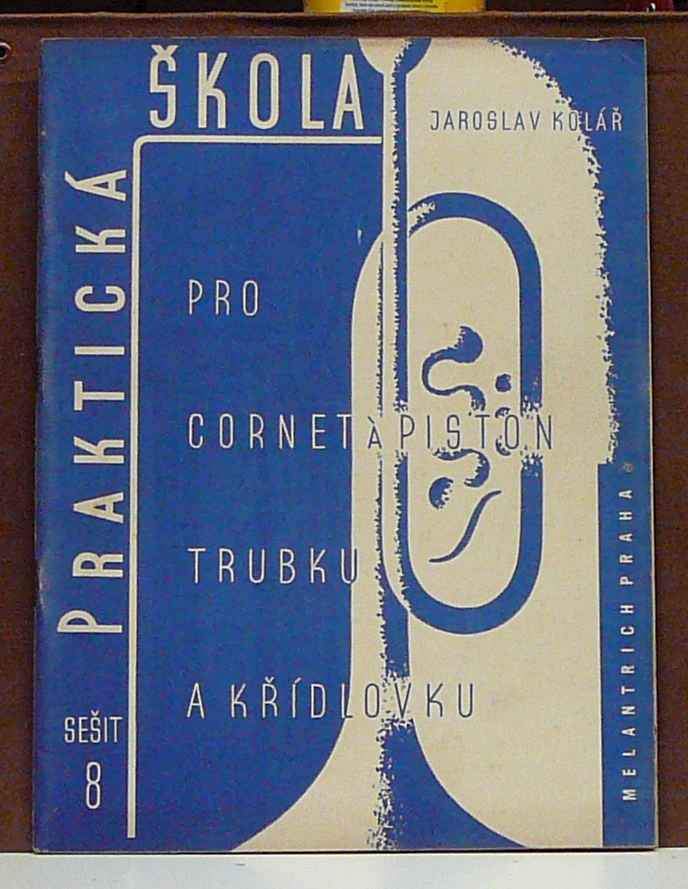 PRAKTICKÁ
ŠKOLA
JAROSLAV KOLÁŘ
PRO
CORNET À PISTON
TRUBKU
A KŘÍDLOVKU
SEŠIT
8
MELANTRICH PRAHA